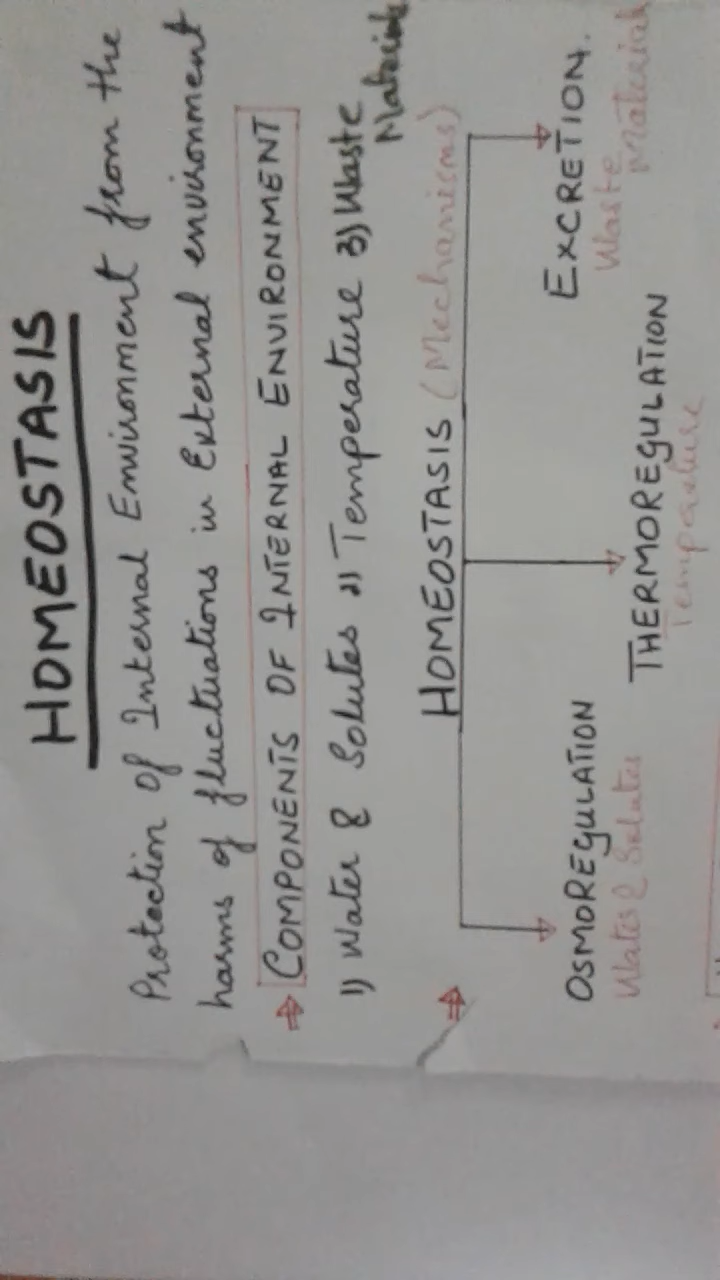 HOMEOSTASIS
Protection of Internal Environment from the
harms of fluctuations in External environment
⇒ COMPONENTS OF INTERNAL ENVIRONMENT
1) Water & Solutes 2) Temperature 3) Waste
Materials
⇒ HOMEOSTASIS (Mechanisms)
OSMOREGULATION
Water & Solutes
THERMOREGULATION
Temperature
EXCRETION.
Waste
Material